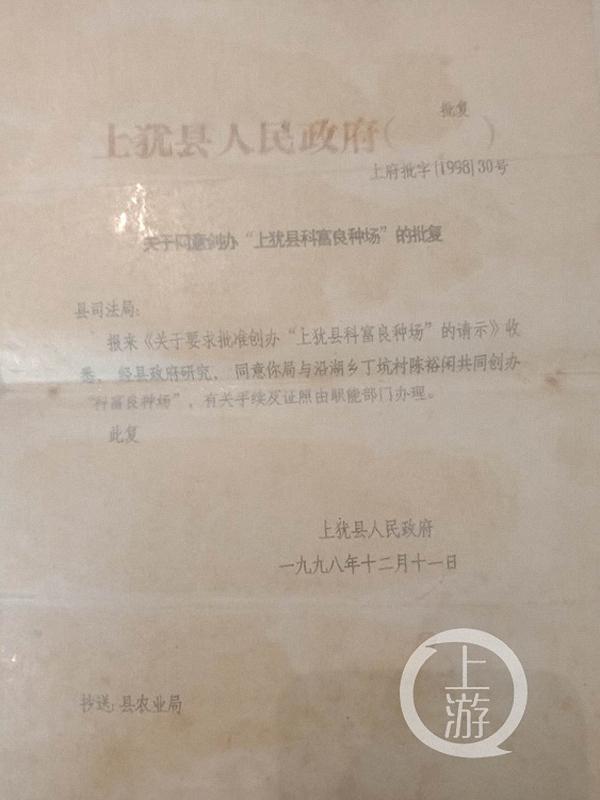 批复
上犹县人民政府（　　）
上府批字[1998]30号
关于同意创办“上犹县科富良种场”的批复
县司法局：
报来《关于要求批准创办“上犹县科富良种场”的请示》收
悉，经县政府研究，同意你局与沿湖乡丁坑村陈裕闲共同创办
“科富良种场”，有关手续及证照由职能部门办理。
此复
上犹县人民政府
一九九八年十二月十一日
抄送：县农业局
上游